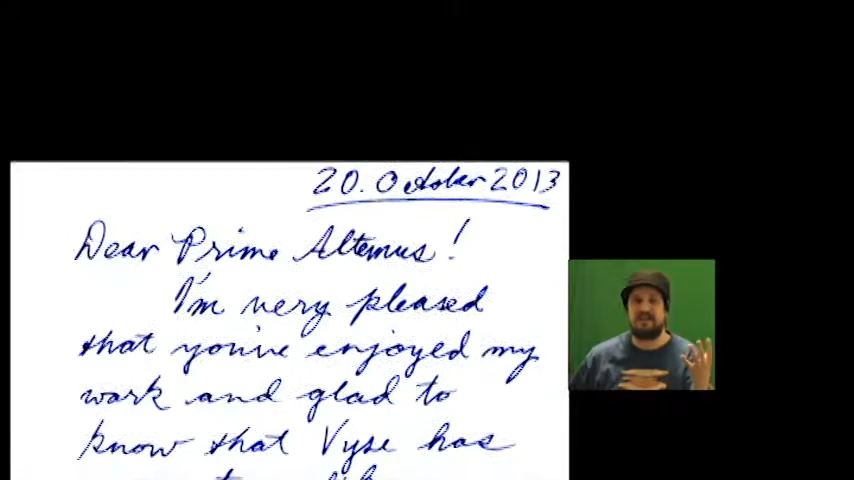 20. October 2013
Dear Prime Altemus!
I'm very pleased
that you've enjoyed my
work and glad to
know that Vyse has